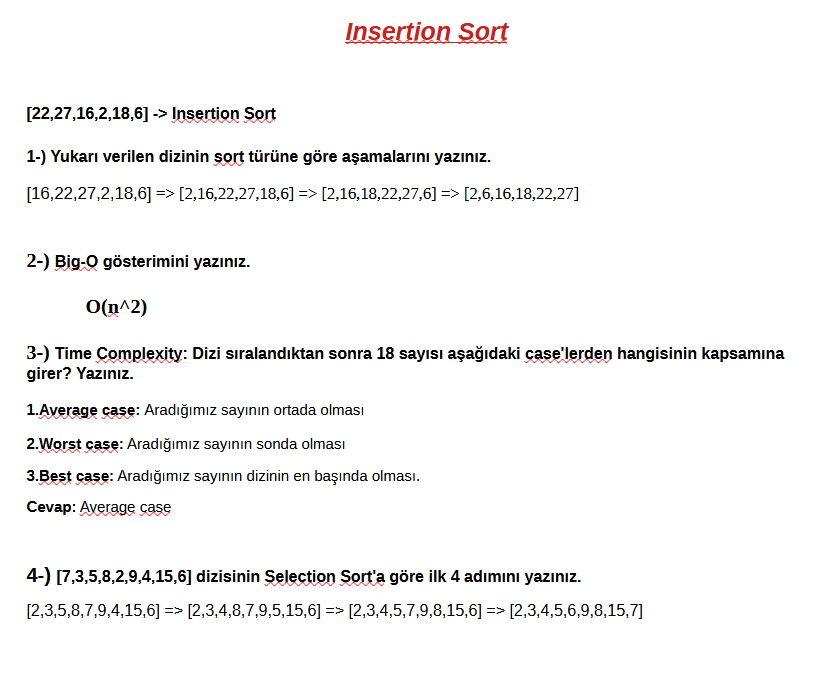 Insertion Sort
[22,27,16,2,18,6] -> Insertion Sort
1-) Yukarı verilen dizinin sort türüne göre aşamalarını yazınız.
[16,22,27,2,18,6] => [2,16,22,27,18,6] => [2,16,18,22,27,6] => [2,6,16,18,22,27]
2-) Big-O gösterimini yazınız.
O(n^2)
3-) Time Complexity: Dizi sıralandıktan sonra 18 sayısı aşağıdaki case'lerden hangisinin kapsamına
girer? Yazınız.
1.Average case: Aradığımız sayının ortada olması
2.Worst case: Aradığımız sayının sonda olması
3.Best case: Aradığımız sayının dizinin en başında olması.
Cevap: Average case
4-) [7,3,5,8,2,9,4,15,6] dizisinin Selection Sort'a göre ilk 4 adımını yazınız.
[2,3,5,8,7,9,4,15,6] => [2,3,4,8,7,9,5,15,6] => [2,3,4,5,7,9,8,15,6] => [2,3,4,5,6,9,8,15,7]